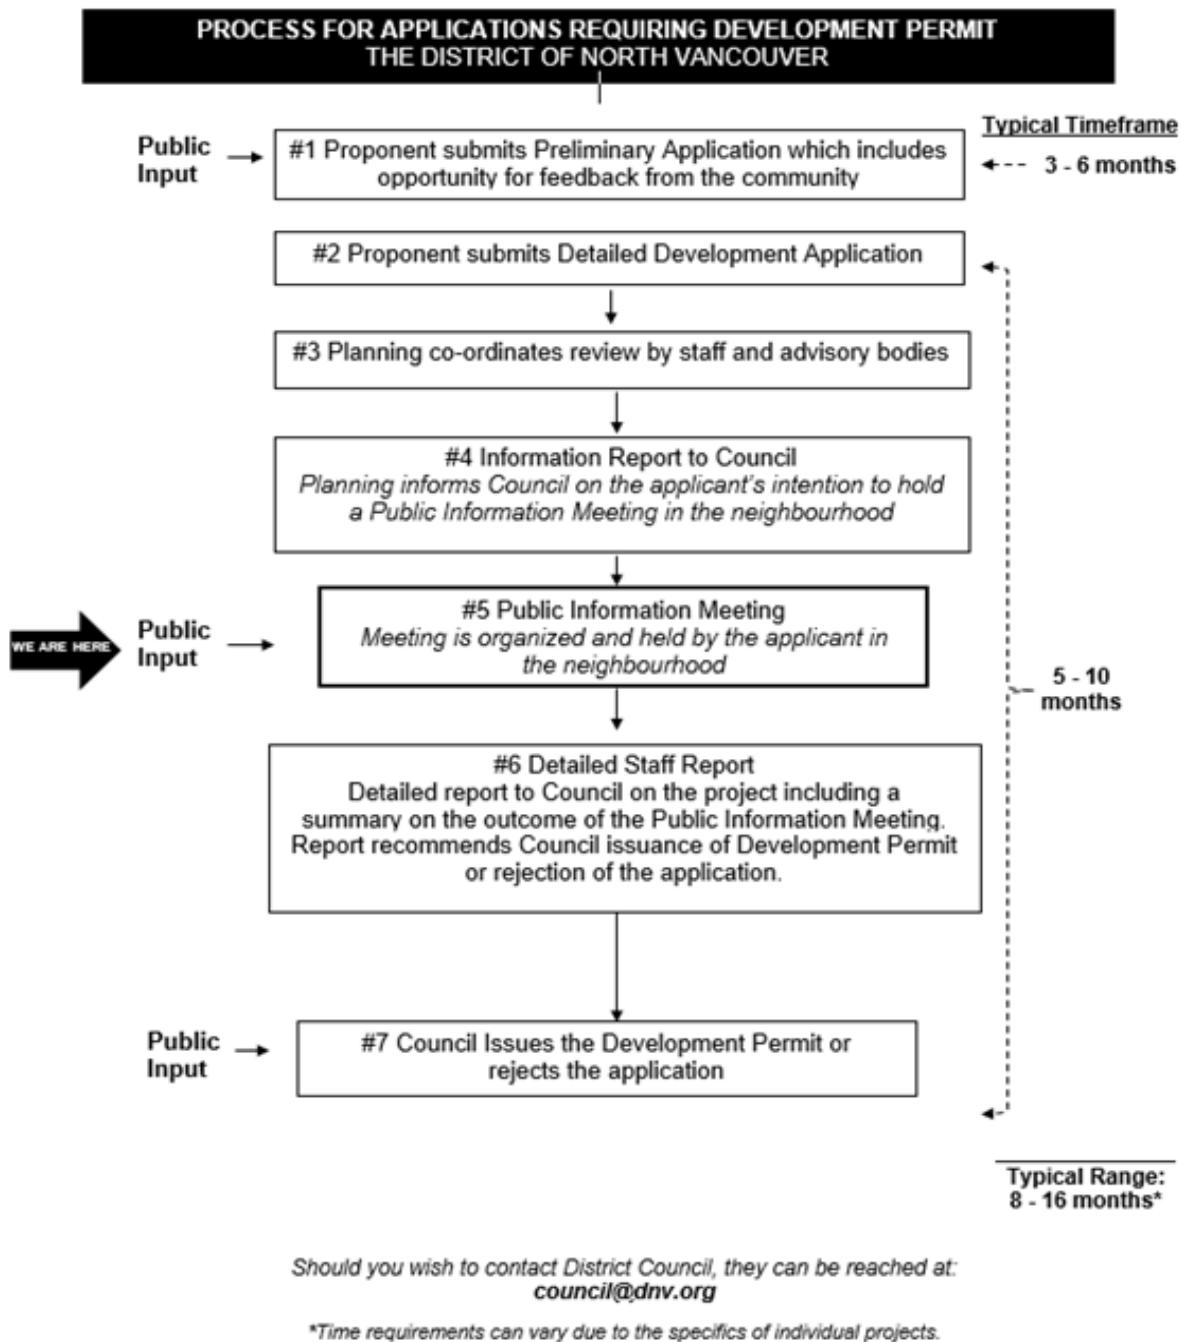 PROCESS FOR APPLICATIONS REQUIRING DEVELOPMENT PERMIT
THE DISTRICT OF NORTH VANCOUVER
Typical Timeframe
Public
Input
#1 Proponent submits Preliminary Application which includes
opportunity for feedback from the community
3 - 6 months
#2 Proponent submits Detailed Development Application
#3 Planning co-ordinates review by staff and advisory bodies
#4 Information Report to Council
Planning informs Council on the applicant's intention to hold
a Public Information Meeting in the neighbourhood
WE ARE HERE
Public
Input
#5 Public Information Meeting
Meeting is organized and held by the applicant in
the neighbourhood
5 - 10
months
#6 Detailed Staff Report
Detailed report to Council on the project including a
summary on the outcome of the Public Information Meeting.
Report recommends Council issuance of Development Permit
or rejection of the application.
Public
Input
#7 Council Issues the Development Permit or
rejects the application
Typical Range:
8 - 16 months*
Should you wish to contact District Council, they can be reached at:
council@dnv.org
*Time requirements can vary due to the specifics of individual projects.